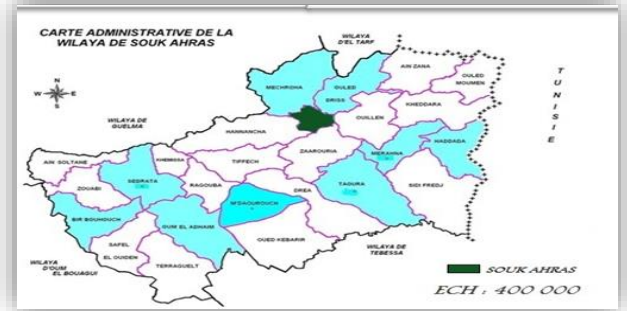 CARTE ADMINISTRATIVE DE LA
WILAYA DE SOUK AHRAS
WILAYA
D'EL TARF
AIN ZANA
OULED
MOUMEN
MECHROHA
OULED
DRISS
N
W E
S
WILAYA DE
GUELMA
HANNANCHA
OUILLEN
KHEDDARA
TUNISIE
ZAAROURIA
HADDADA
MERAHNA
AIN SOLTANE
KHEMISSA
TIFFECH
SEDRATA
ZOUABI
RAGOUBA
DREA
TAOURA
SIDI FREDJ
M'DAOUROUCH
BIR BOUHOUCH
OUM EL ADHAIM
OUED KEBARIR
SAFEL
EL OUIDEN
TERRAGUELT
WILAYA
D'OUM
EL BOUAGUI
WILAYA DE
TEBESSA
SOUK AHRAS
ECH : 400 000